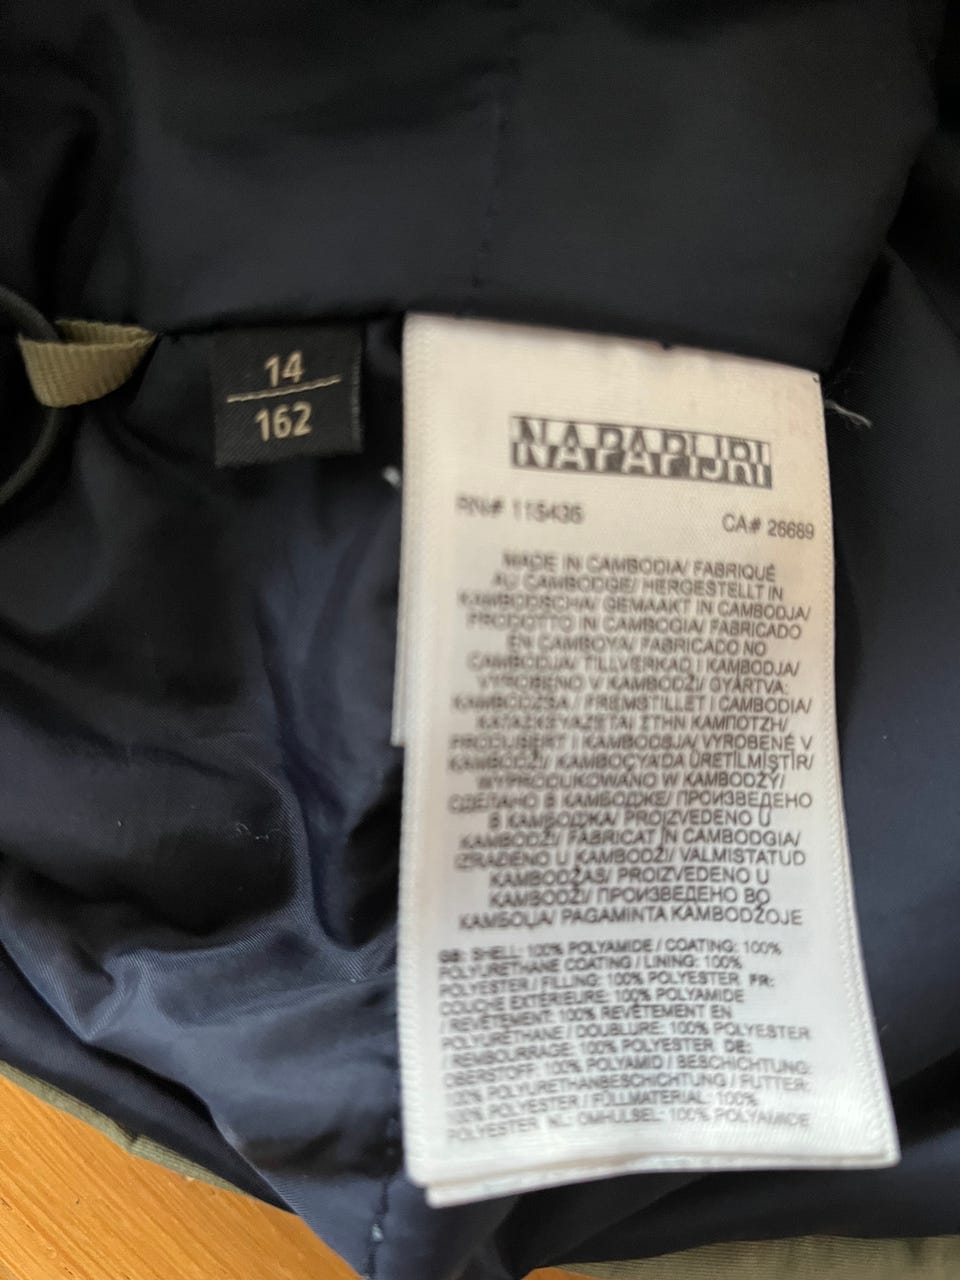 14
162
NAPAPIJRI
RN# 115436
CA# 26689
MADE IN CAMBODIA/ FABRIQUÉ
AU CAMBODGE/ HERGESTELLT IN
KAMBODSCHA/ GEMAAKT IN CAMBODJA/
PRODOTTO IN CAMBOGIA/ FABRICADO
EN CAMBOYA/ FABRICADO NO
CAMBODJA/ TILLVERKAD I KAMBODJA/
VYROBENO V KAMBODŽI/ GYÁRTVA:
KAMBODZSA / FREMSTILLET I CAMBODIA/
ΣΤΗΝ ΚΑΜΠΟΤΖΗ/
PRODUSERT I KAMBODSJA/ VYROBENÉ V
KAMBODŽI/ KAMBOÇYA'DA ÜRETİLMİŞTİR/
WYPRODUKOWANO W KAMBODŻY/
СДЕЛАНО В КАМБОДЖЕ/ ПРОИЗВЕДЕНО
В КАМБОДЖА/ PROIZVEDENO U
KAMBODŽI/ FABRICAT ÎN CAMBODGIA/
IZRAĐENO U KAMBODŽI/ VALMISTATUD
KAMBODŽAS/ PROIZVEDENO U
KAMBODŽI/ ПРОИЗВЕДЕНО ВО
КАМБОЏА/ PAGAMINTA KAMBODŽOJE
GB: SHELL: 100% POLYAMIDE / COATING: 100%
POLYURETHANE COATING / LINING: 100%
POLYESTER / FILLING: 100% POLYESTER FR:
COUCHE EXTÉRIEURE: 100% POLYAMIDE
/ REVÊTEMENT: 100% REVÊTEMENT EN
POLYURÉTHANE / DOUBLURE: 100% POLYESTER
/ REMBOURRAGE: 100% POLYESTER DE:
OBERSTOFF: 100% POLYAMID / BESCHICHTUNG:
100% POLYURETHANBESCHICHTUNG / FUTTER:
100% POLYESTER / FÜLLMATERIAL: 100%
POLYESTER NL: OMHULSEL: 100% POLYAMIDE